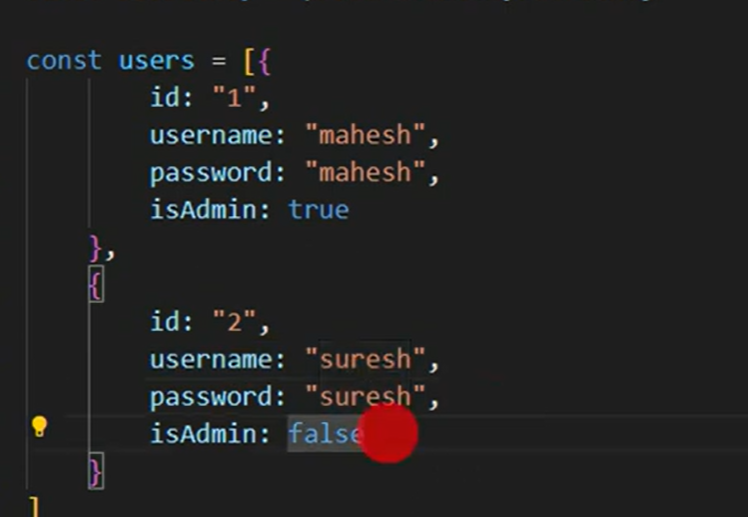 const users = [{
id: "1",
username: "mahesh",
password: "mahesh",
isAdmin: true
},
{
id: "2",
username: "suresh",
password: "suresh",
isAdmin: false
}
]